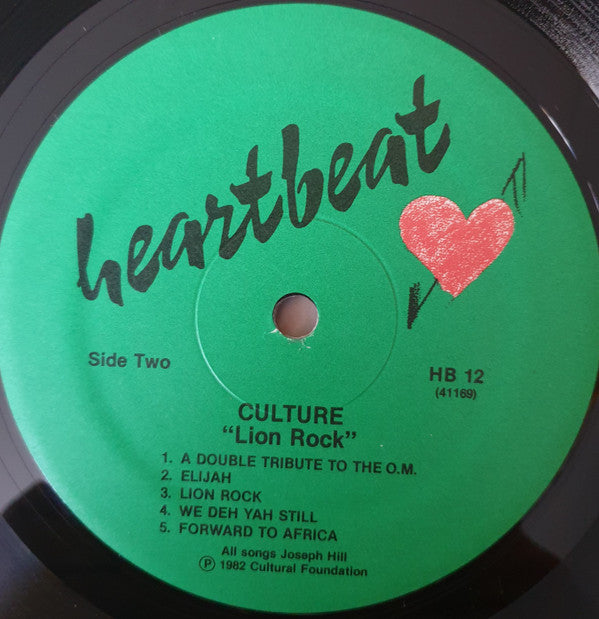 heartbeat
Side Two
HB 12
(41169)
CULTURE
"Lion Rock"
1. A DOUBLE TRIBUTE TO THE O.M.
2. ELIJAH
3. LION ROCK
4. WE DEH YAH STILL
5. FORWARD TO AFRICA
All songs Joseph Hill
Ⓟ 1982 Cultural Foundation